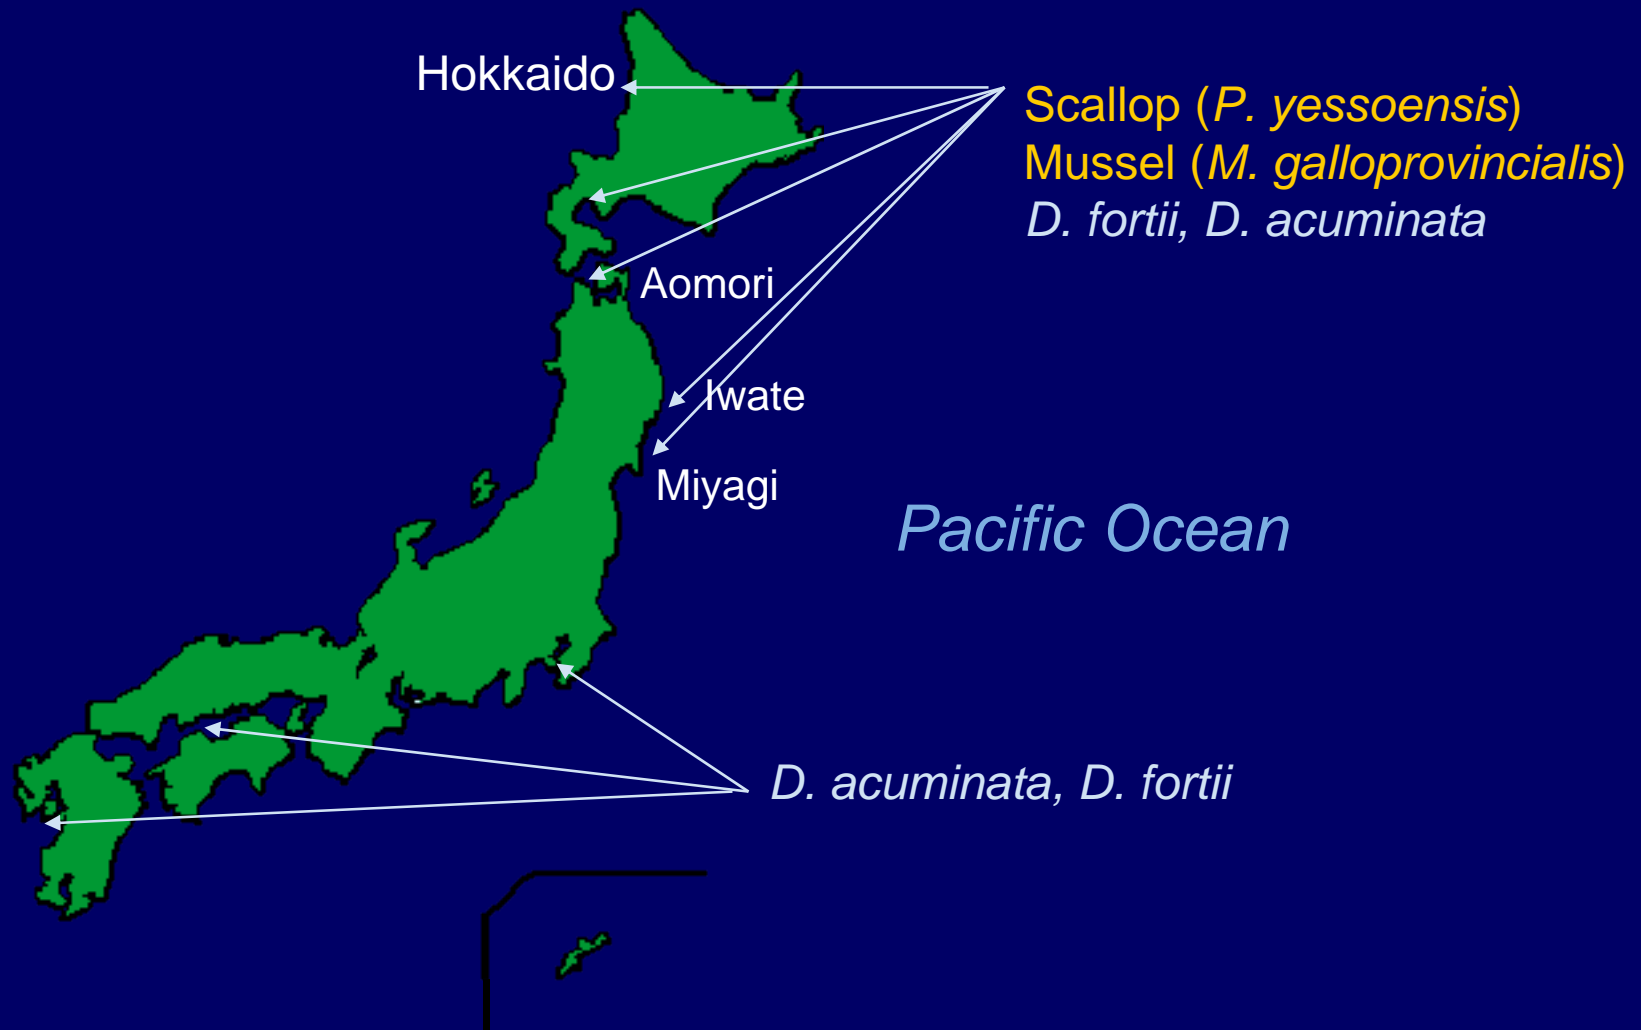 Hokkaido
Scallop (P. yessoensis)
Mussel (M. galloprovincialis)
D. fortii, D. acuminata
Aomori
Iwate
Miyagi
Pacific Ocean
D. acuminata, D. fortii